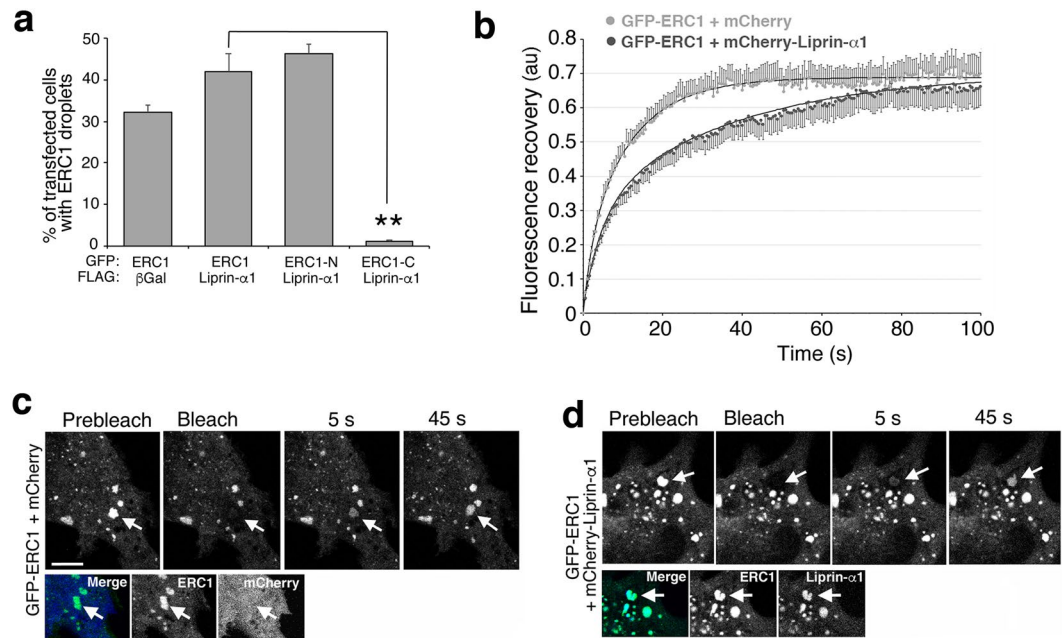 a
% of transfected cells
with ERC1 droplets
50
40
30
20
10
0
**
GFP: ERC1 ERC1 ERC1-N ERC1-C
FLAG: βGal Liprin-α1 Liprin-α1 Liprin-α1
b
GFP-ERC1 + mCherry
GFP-ERC1 + mCherry-Liprin-α1
Fluorescence recovery (au)
0.8
0.7
0.6
0.5
0.4
0.3
0.2
0.1
0
0 20 40 60 80 100
Time (s)
c
Prebleach Bleach 5 s 45 s
GFP-ERC1 + mCherry
Merge ERC1 mCherry
d
Prebleach Bleach 5 s 45 s
GFP-ERC1
+ mCherry-Liprin-α1
Merge ERC1 Liprin-α1